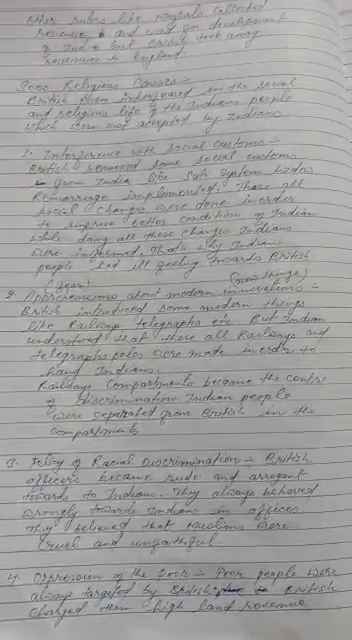 other rulers like Mughals collected
Revenue & and used for development
of India but British took away
revenues to England.
Socio Religious Causes :-
British often interfeared in the social
and religious life of the Indians people
which were not accepted by Indians
1. Interference with social customs -
British removed some social customs
from India like Sati system, widow
Remarriage implemented. These all
social changes were done in order
to improve better condition of Indian
while doing all these changes Indians
were informed. That's why Indian
people had ill feeling towards British
(fear) (new things)
2. Apprehensions about modern innovations -
British introduced some modern things
like Railways telegraphs etc. But Indian
understood that these all Railways and
telegraphs poles were made in order to
hang Indians.
Railways Compartments became the centre
of Discrimination. Indian people
were separated from British in the
compartments
3. Policy of Racial Discrimination - British
officers became rude and arrogant
towards to Indians. They always behaved
wrongly towards Indians in offices.
They believed that Muslims were
cruel and unfaithful.
4. Oppression of the Poor - Poor people were
always targeted by British. British
charged them high land revenue